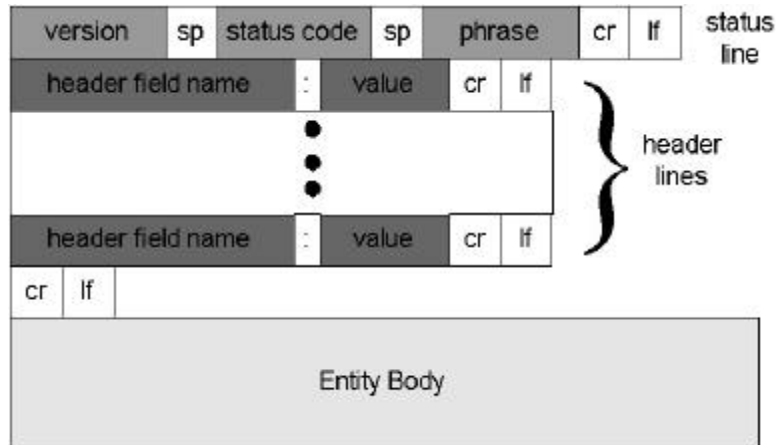 version sp status code sp phrase cr lf status line
header field name : value cr lf
header lines
header field name : value cr lf
cr lf
Entity Body